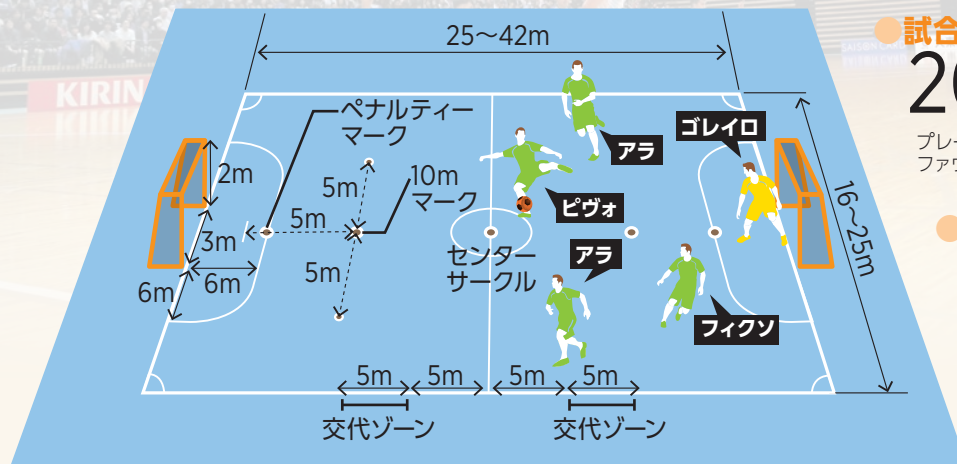 25〜42m
試合
20
プレー
ファウ
KIRIN
ペナルティー
マーク
2m
5m
10m
マーク
5m
3m
6m
6m
5m
センター
サークル
アラ
ピヴォ
アラ
ゴレイロ
フィクソ
16〜25m
5m
5m
5m
5m
交代ゾーン
交代ゾーン